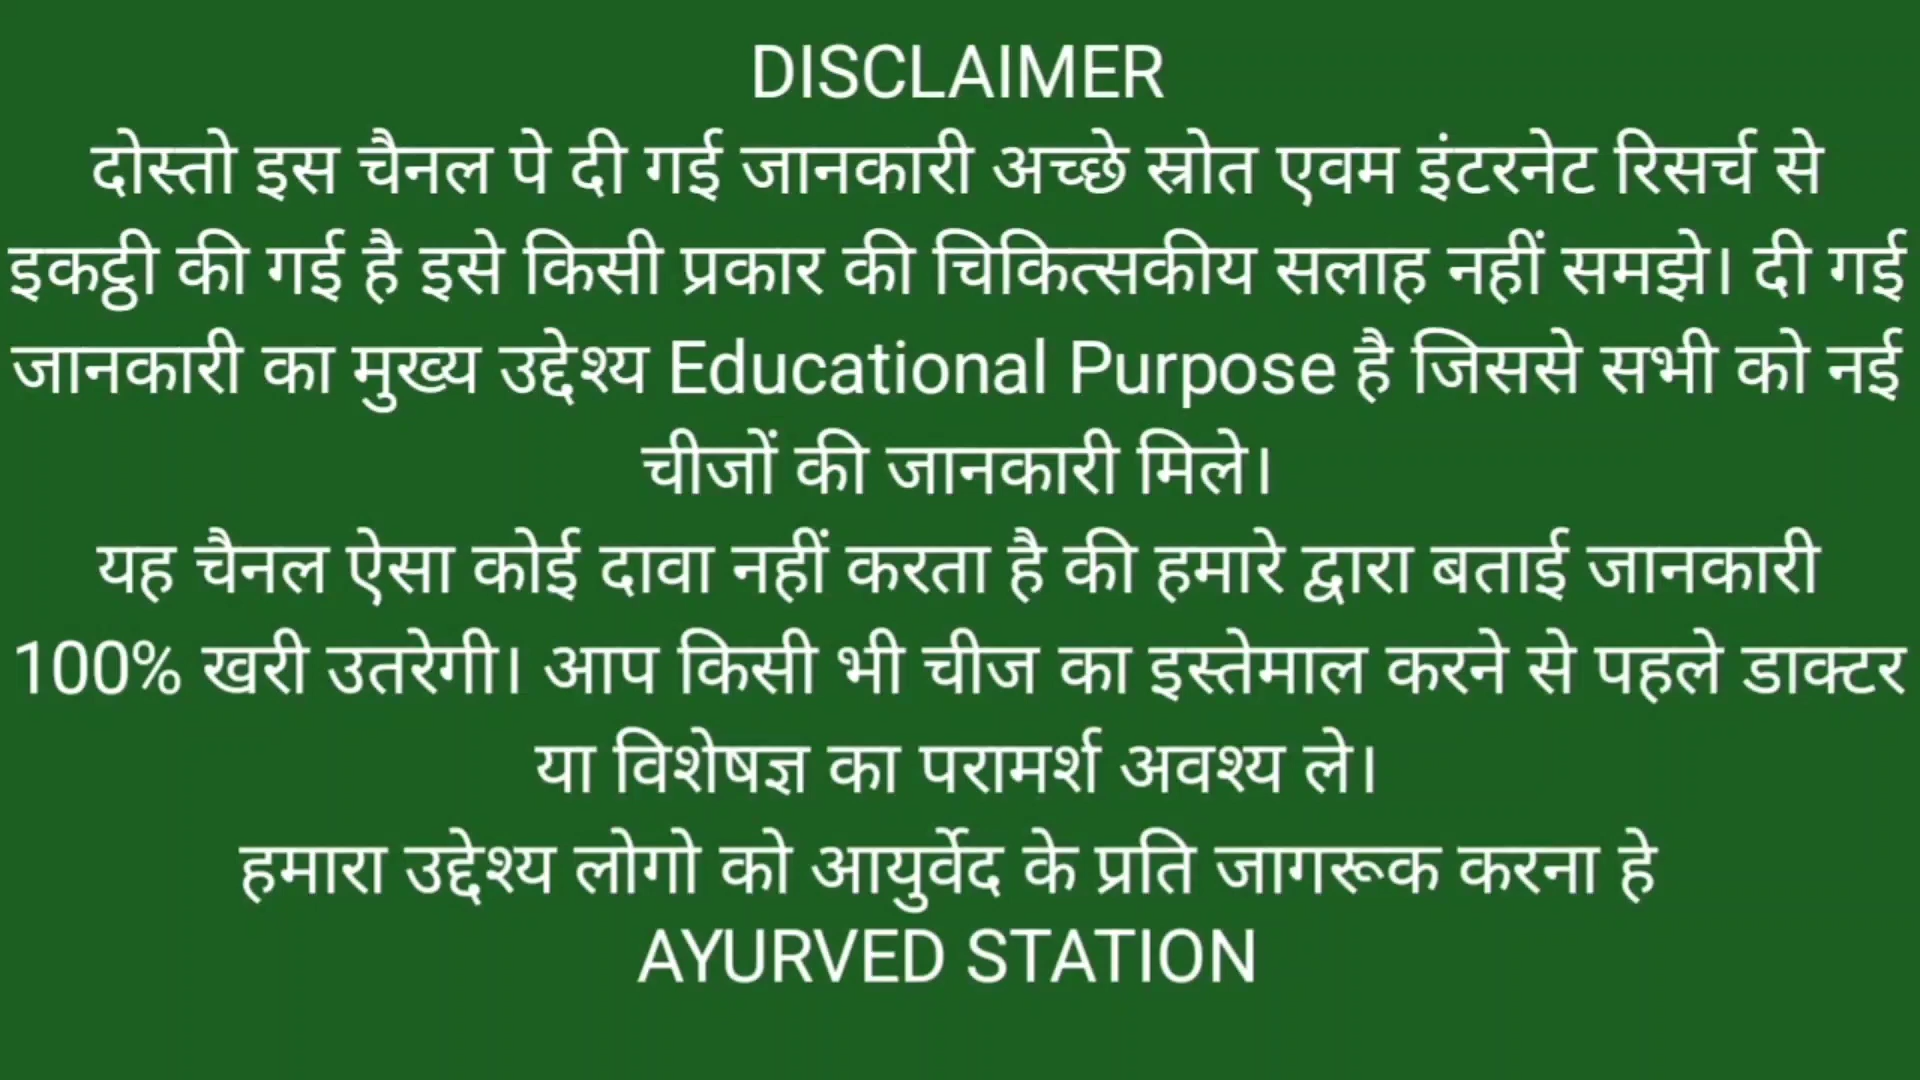 DISCLAIMER
दोस्तो इस चैनल पे दी गई जानकारी अच्छे स्रोत एवम इंटरनेट रिसर्च से
इकट्ठी की गई है इसे किसी प्रकार की चिकित्सकीय सलाह नहीं समझे। दी गई
जानकारी का मुख्य उद्देश्य Educational Purpose है जिससे सभी को नई
चीजों की जानकारी मिले।
यह चैनल ऐसा कोई दावा नहीं करता है की हमारे द्वारा बताई जानकारी
100% खरी उतरेगी। आप किसी भी चीज का इस्तेमाल करने से पहले डाक्टर
या विशेषज्ञ का परामर्श अवश्य ले।
हमारा उद्देश्य लोगो को आयुर्वेद के प्रति जागरूक करना हे
AYURVED STATION